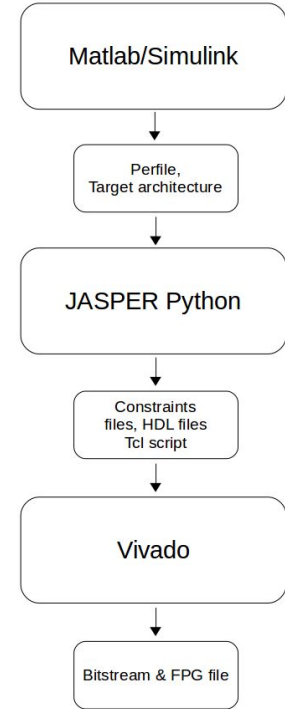 Matlab/Simulink
Perfile,
Target architecture
JASPER Python
Constraints
files, HDL files
Tcl script
Vivado
Bitstream & FPG file